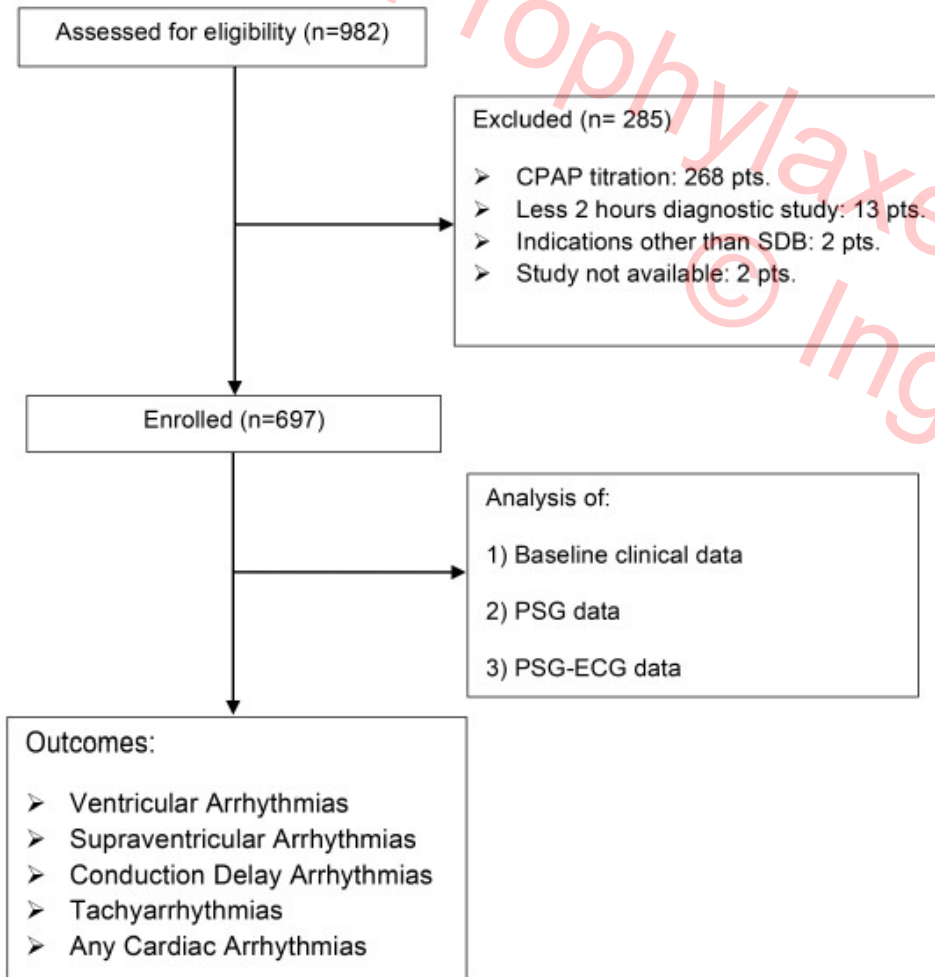 Assessed for eligibility (n=982)
Excluded (n= 285)
➢ CPAP titration: 268 pts.
➢ Less 2 hours diagnostic study: 13 pts.
➢ Indications other than SDB: 2 pts.
➢ Study not available: 2 pts.
Enrolled (n=697)
Analysis of:
1) Baseline clinical data
2) PSG data
3) PSG-ECG data
Outcomes:
➢ Ventricular Arrhythmias
➢ Supraventricular Arrhythmias
➢ Conduction Delay Arrhythmias
➢ Tachyarrhythmias
➢ Any Cardiac Arrhythmias
rophylaxe
© Ing